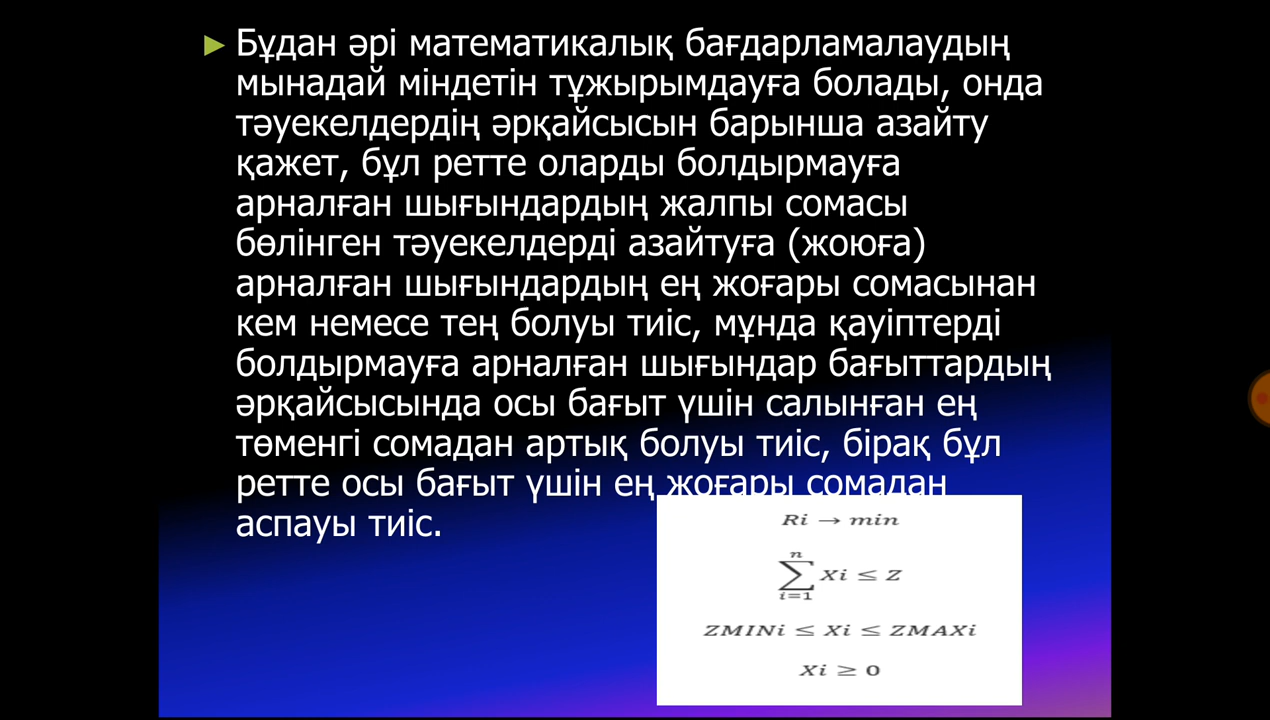 Бұдан әрі математикалық бағдарламалаудың
мынадай міндетін тұжырымдауға болады, онда
тәуекелдердің әрқайсысын барынша азайту
қажет, бұл ретте оларды болдырмауға
арналған шығындардың жалпы сомасы
бөлінген тәуекелдерді азайтуға (жоюға)
арналған шығындардың ең жоғары сомасынан
кем немесе тең болуы тиіс, мұнда қауіптерді
болдырмауға арналған шығындар бағыттардың
әрқайсысында осы бағыт үшін салынған ең
төменгі сомадан артық болуы тиіс, бірақ бұл
ретте осы бағыт үшін ең жоғары сомадан
аспауы тиіс.
Ri → min
∑_{i=1}^{n} Xi ≤ Z
ZMINi ≤ Xi ≤ ZMAXi
Xi ≥ 0